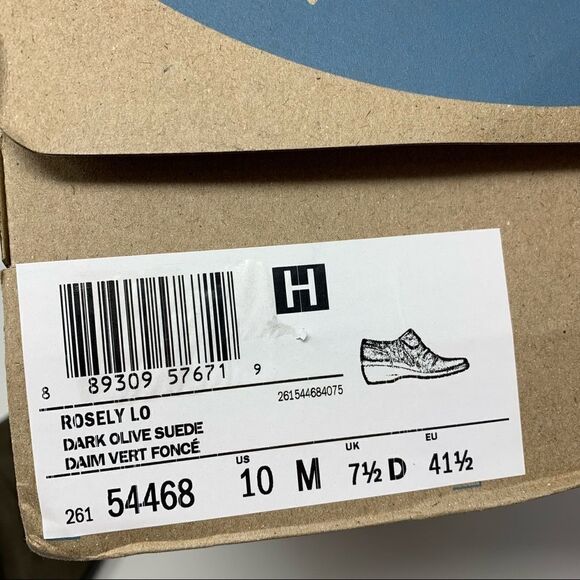 H
8 89309 57671 9
261544684075
ROSELY LO
DARK OLIVE SUEDE
DAIM VERT FONCÉ
US UK EU
261 54468 10 M 7½ D 41½